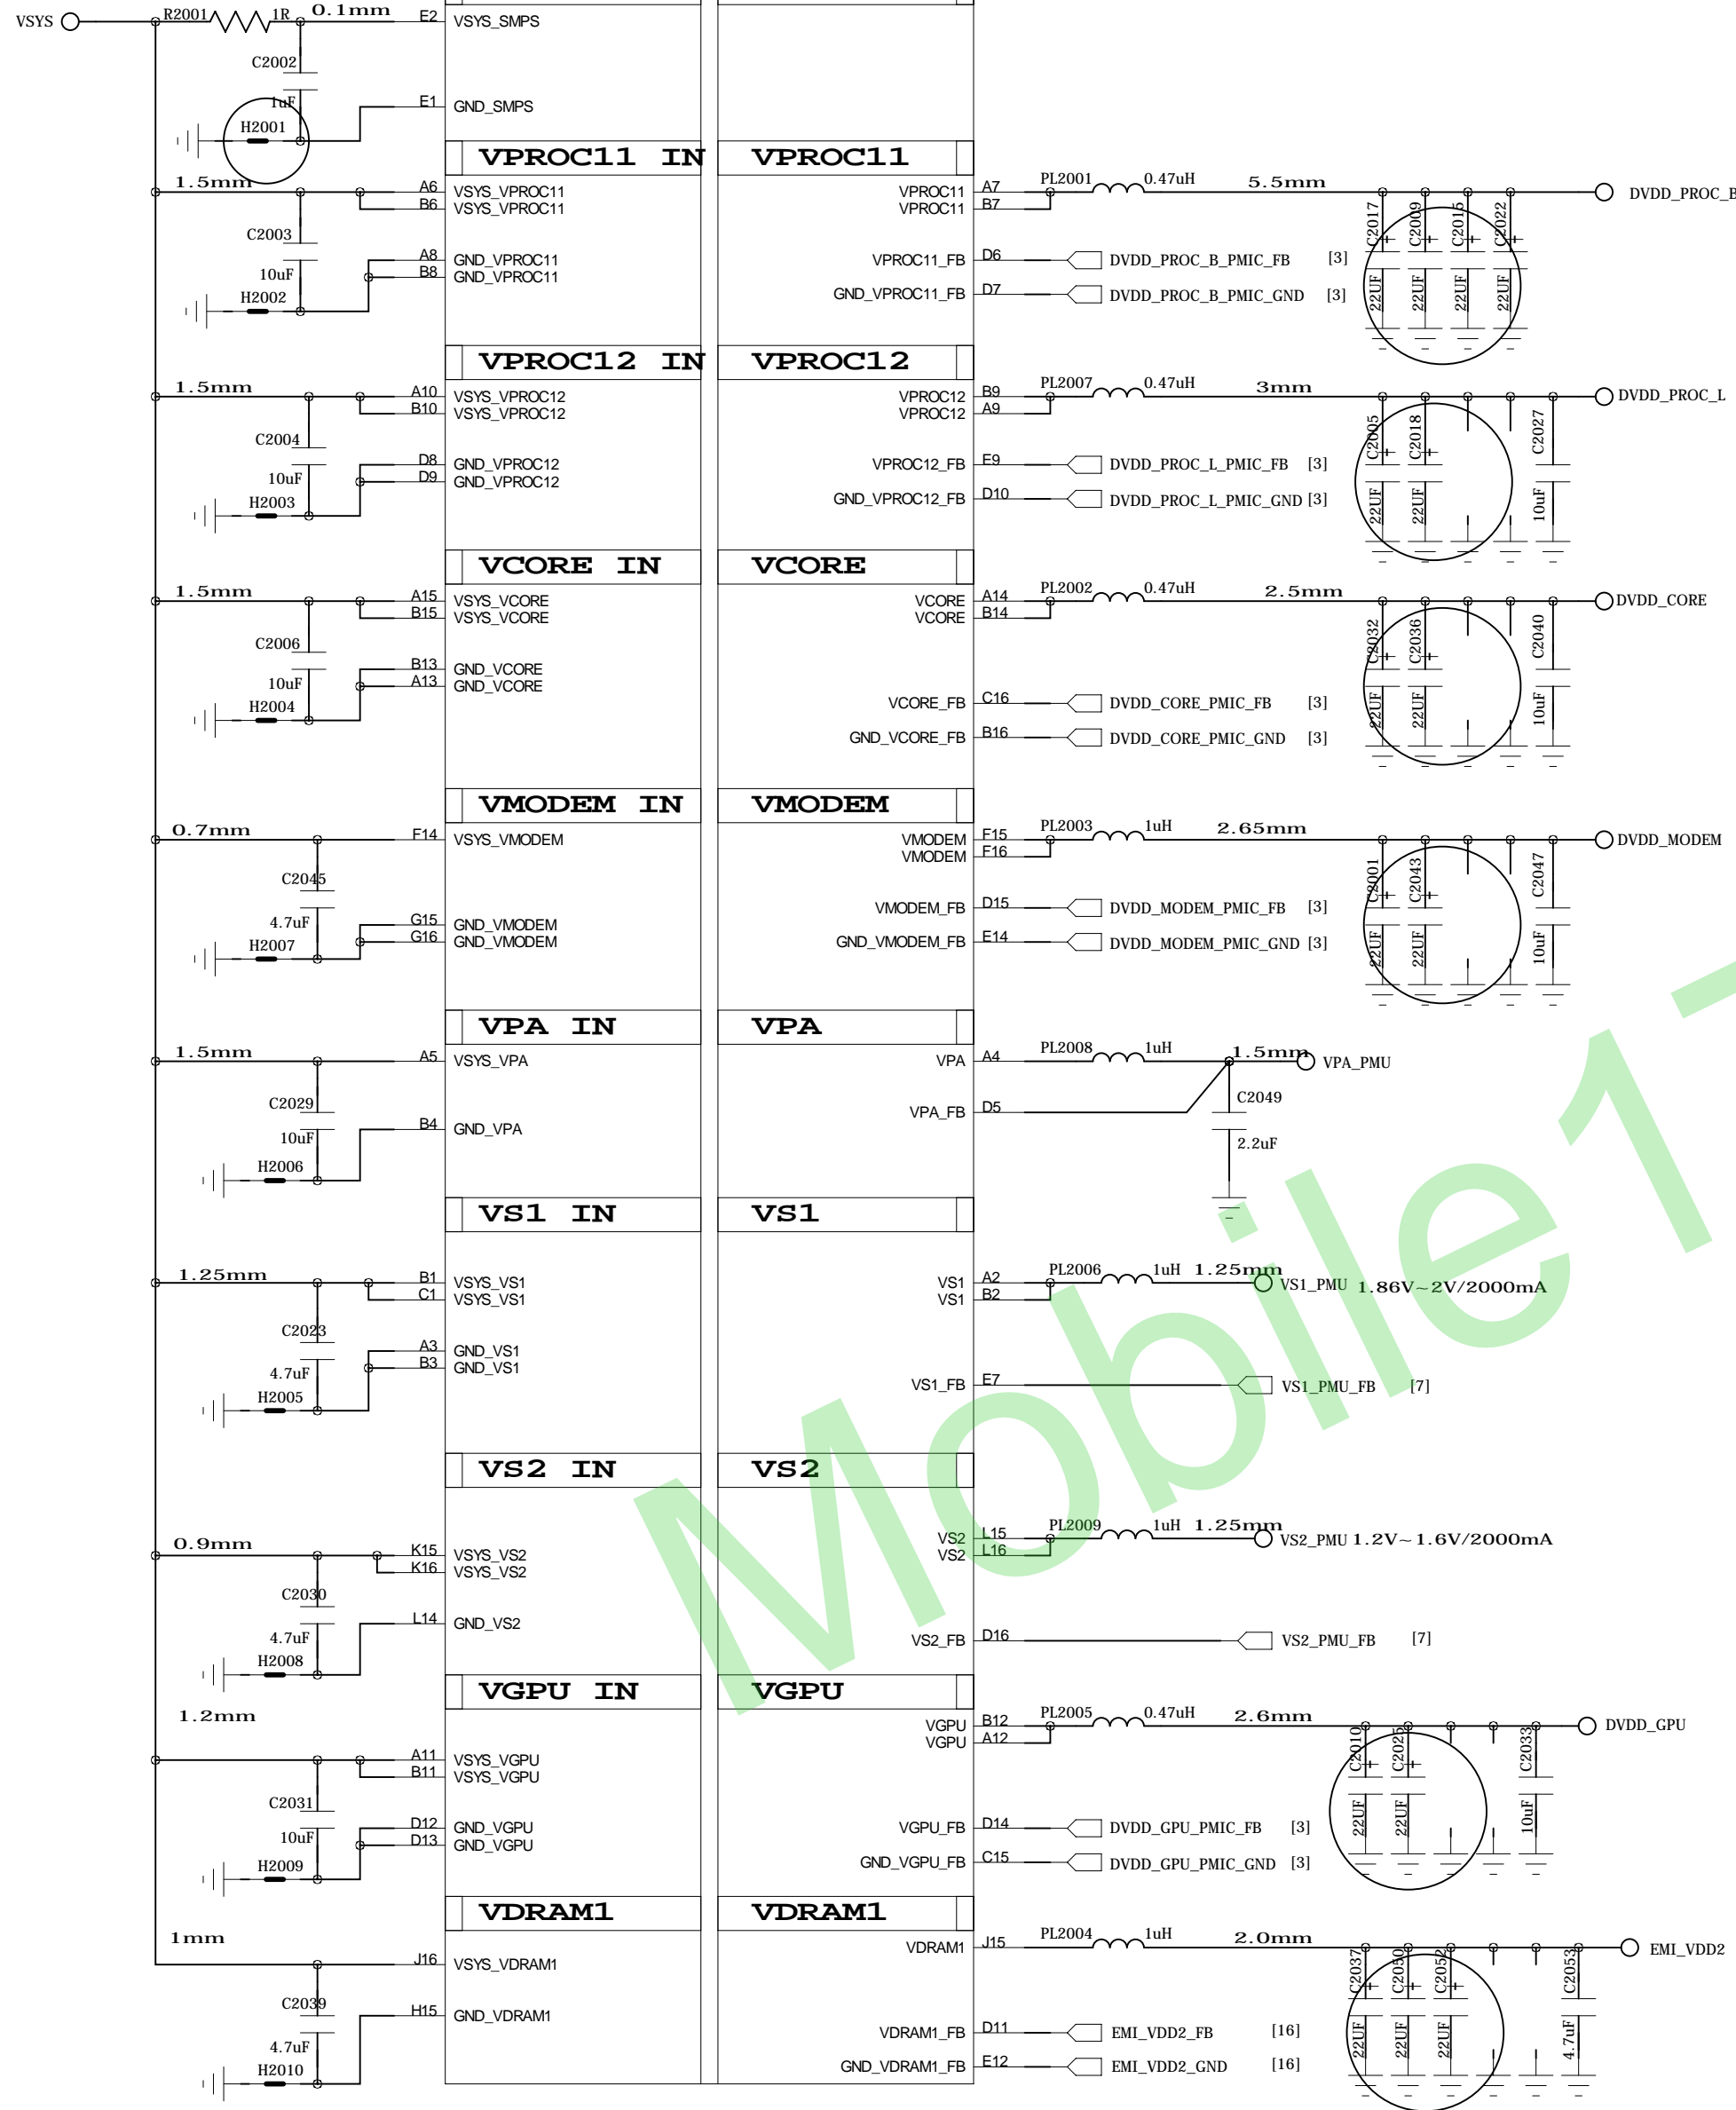 VSYS
R2001 1R 0.1mm E2 VSYS_SMPS
C2002
1uF
E1 GND_SMPS
H2001
VPROC11 IN VPROC11
1.5mm A6 VSYS_VPROC11
B6 VSYS_VPROC11
C2003
10uF
A8 GND_VPROC11
B8 GND_VPROC11
H2002
VPROC11 A7 PL2001 0.47uH 5.5mm
VPROC11 B7
C2017 C2009 C2015 C2022
22UF 22UF 22UF 22UF
VPROC11_FB D6 DVDD_PROC_B_PMIC_FB [3]
GND_VPROC11_FB D7 DVDD_PROC_B_PMIC_GND [3]
VPROC12 IN VPROC12
1.5mm A10 VSYS_VPROC12
B10 VSYS_VPROC12
C2004
10uF
D8 GND_VPROC12
D9 GND_VPROC12
H2003
VPROC12 B9 PL2007 0.47uH 3mm DVDD_PROC_L
VPROC12 A9
C2005 C2018 C2027
22UF 22UF 10uF
VPROC12_FB E9 DVDD_PROC_L_PMIC_FB [3]
GND_VPROC12_FB D10 DVDD_PROC_L_PMIC_GND [3]
VCORE IN VCORE
1.5mm A15 VSYS_VCORE
B15 VSYS_VCORE
C2006
10uF
B13 GND_VCORE
A13 GND_VCORE
H2004
VCORE A14 PL2002 0.47uH 2.5mm DVDD_CORE
VCORE B14
C2032 C2036 C2040
22UF 22UF 10uF
VCORE_FB C16 DVDD_CORE_PMIC_FB [3]
GND_VCORE_FB B16 DVDD_CORE_PMIC_GND [3]
VMODEM IN VMODEM
0.7mm F14 VSYS_VMODEM
C2045
4.7uF
G15 GND_VMODEM
G16 GND_VMODEM
H2007
VMODEM F15 PL2003 1uH 2.65mm DVDD_MODEM
VMODEM F16
C2001 C2043 C2047
22UF 22UF 10uF
VMODEM_FB D15 DVDD_MODEM_PMIC_FB [3]
GND_VMODEM_FB E14 DVDD_MODEM_PMIC_GND [3]
VPA IN VPA
1.5mm A5 VSYS_VPA
C2029
10uF
B4 GND_VPA
H2006
VPA A4 PL2008 1uH 1.5mm VPA_PMU
VPA_FB D5
C2049
2.2uF
VS1 IN VS1
1.25mm B1 VSYS_VS1
C1 VSYS_VS1
C2023
4.7uF
A3 GND_VS1
B3 GND_VS1
H2005
VS1 A2 PL2006 1uH 1.25mm VS1_PMU 1.86V~2V/2000mA
VS1 B2
VS1_FB E7 VS1_PMU_FB [7]
VS2 IN VS2
0.9mm K15 VSYS_VS2
K16 VSYS_VS2
C2030
4.7uF
L14 GND_VS2
H2008
VS2 L15 PL2009 1uH 1.25mm VS2_PMU 1.2V~1.6V/2000mA
VS2 L16
VS2_FB D16 VS2_PMU_FB [7]
VGPU IN VGPU
1.2mm
A11 VSYS_VGPU
B11 VSYS_VGPU
C2031
10uF
D12 GND_VGPU
D13 GND_VGPU
H2009
VGPU B12 PL2005 0.47uH 2.6mm DVDD_GPU
VGPU A12
C2010 C2025 C2033
22UF 22UF 10uF
VGPU_FB D14 DVDD_GPU_PMIC_FB [3]
GND_VGPU_FB C15 DVDD_GPU_PMIC_GND [3]
VDRAM1 VDRAM1
1mm J16 VSYS_VDRAM1
C2039
4.7uF
H15 GND_VDRAM1
H2010
VDRAM1 J15 PL2004 1uH 2.0mm EMI_VDD2
C2037 C2050 C2052 C2053
22UF 22UF 22UF 4.7uF
VDRAM1_FB D11 EMI_VDD2_FB [16]
GND_VDRAM1_FB E12 EMI_VDD2_GND [16]